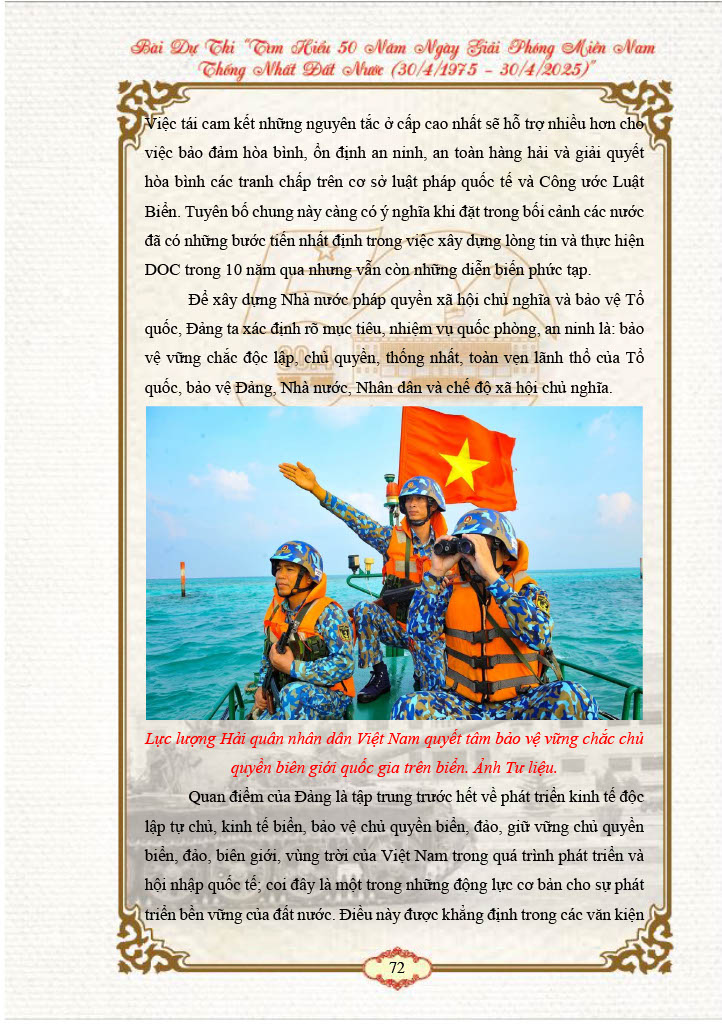 Bài Dự Thi "Tìm Hiểu 50 Năm Ngày Giải Phóng Miền Nam
Thống Nhất Đất Nước (30/4/1975 – 30/4/2025)"
Việc tái cam kết những nguyên tắc ở cấp cao nhất sẽ hỗ trợ nhiều hơn cho
việc bảo đảm hòa bình, ổn định an ninh, an toàn hàng hải và giải quyết
hòa bình các tranh chấp trên cơ sở luật pháp quốc tế và Công ước Luật
Biển. Tuyên bố chung này càng có ý nghĩa khi đặt trong bối cảnh các nước
đã có những bước tiến nhất định trong việc xây dựng lòng tin và thực hiện
DOC trong 10 năm qua nhưng vẫn còn những diễn biến phức tạp.
Để xây dựng Nhà nước pháp quyền xã hội chủ nghĩa và bảo vệ Tổ
quốc, Đảng ta xác định rõ mục tiêu, nhiệm vụ quốc phòng, an ninh là: bảo
vệ vững chắc độc lập, chủ quyền, thống nhất, toàn vẹn lãnh thổ của Tổ
quốc, bảo vệ Đảng, Nhà nước, Nhân dân và chế độ xã hội chủ nghĩa.
50
30.4
Lực lượng Hải quân nhân dân Việt Nam quyết tâm bảo vệ vững chắc chủ
quyền biên giới quốc gia trên biển. Ảnh Tư liệu.
Quan điểm của Đảng là tập trung trước hết về phát triển kinh tế độc
lập tự chủ, kinh tế biển, bảo vệ chủ quyền biển, đảo, giữ vững chủ quyền
biển, đảo, biên giới, vùng trời của Việt Nam trong quá trình phát triển và
hội nhập quốc tế; coi đây là một trong những động lực cơ bản cho sự phát
triển bền vững của đất nước. Điều này được khẳng định trong các văn kiện
72